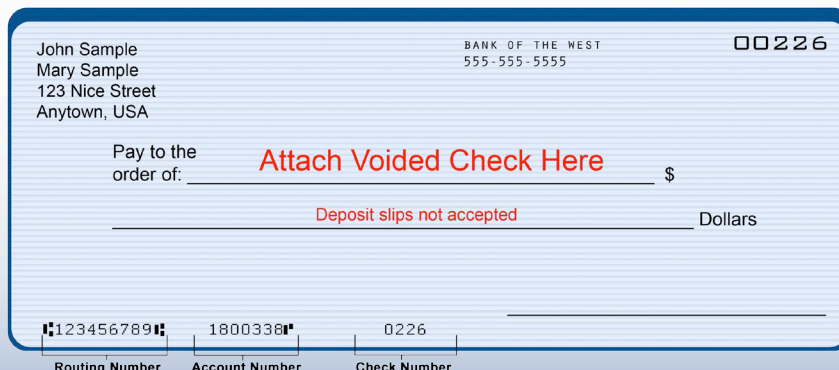 John Sample
Mary Sample
123 Nice Street
Anytown, USA
BANK OF THE WEST
555-555-5555
00226
Pay to the
order of:
Attach Voided Check Here
$
Deposit slips not accepted
Dollars
⑆123456789⑆ 1800338⑈ 0226
Routing Number Account Number Check Number